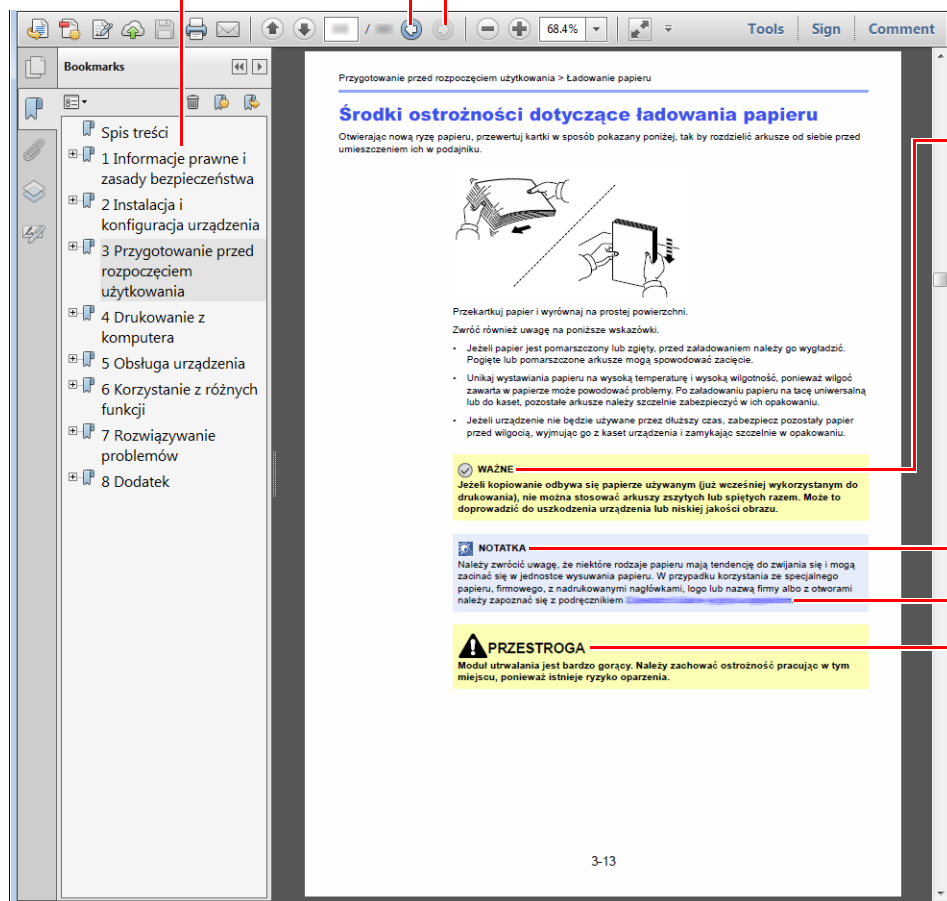 /
68.4%
Tools
Sign
Comment
Bookmarks
Spis treści
1 Informacje prawne i
zasady bezpieczeństwa
2 Instalacja i
konfiguracja urządzenia
3 Przygotowanie przed
rozpoczęciem
użytkowania
4 Drukowanie z
komputera
5 Obsługa urządzenia
6 Korzystanie z różnych
funkcji
7 Rozwiązywanie
problemów
8 Dodatek
Przygotowanie przed rozpoczęciem użytkowania > Ładowanie papieru
Środki ostrożności dotyczące ładowania papieru
Otwierając nową ryzę papieru, przewertuj kartki w sposób pokazany poniżej, tak by rozdzielić arkusze od siebie przed
umieszczeniem ich w podajniku.
Przekartkuj papier i wyrównaj na prostej powierzchni.
Zwróć również uwagę na poniższe wskazówki.
• Jeżeli papier jest pomarszczony lub zgięty, przed załadowaniem należy go wygładzić.
Pogięte lub pomarszczone arkusze mogą spowodować zacięcie.
• Unikaj wystawiania papieru na wysoką temperaturę i wysoką wilgotność, ponieważ wilgoć
zawarta w papierze może powodować problemy. Po załadowaniu papieru na tacę uniwersalną
lub do kaset, pozostałe arkusze należy szczelnie zabezpieczyć w ich opakowaniu.
• Jeżeli urządzenie nie będzie używane przez dłuższy czas, zabezpiecz pozostały papier
przed wilgocią, wyjmując go z kaset urządzenia i zamykając szczelnie w opakowaniu.
WAŻNE
Jeżeli kopiowanie odbywa się papierze używanym (już wcześniej wykorzystanym do
drukowania), nie można stosować arkuszy zszytych lub spiętych razem. Może to
doprowadzić do uszkodzenia urządzenia lub niskiej jakości obrazu.
NOTATKA
Należy zwrócić uwagę, że niektóre rodzaje papieru mają tendencję do zwijania się i mogą
zacinać się w jednostce wysuwania papieru. W przypadku korzystania ze specjalnego
papieru, firmowego, z nadrukowanymi nagłówkami, logo lub nazwą firmy albo z otworami
należy zapoznać się z podręcznikiem
PRZESTROGA
Moduł utrwalania jest bardzo gorący. Należy zachować ostrożność pracując w tym
miejscu, ponieważ istnieje ryzyko oparzenia.
3-13